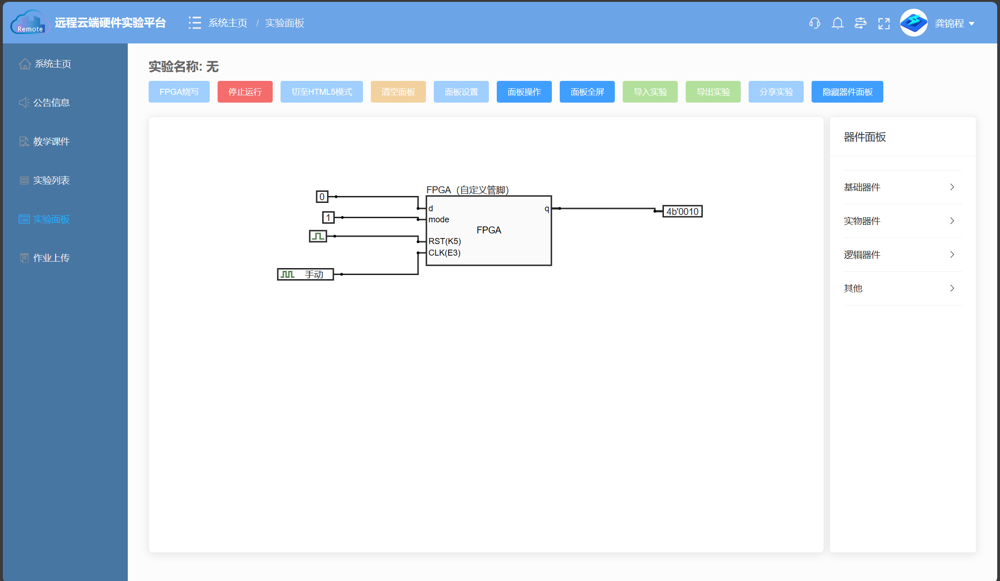 Remote
远程云端硬件实验平台
系统主页 / 实验面板
龚锦程
系统主页
公告信息
教学课件
实验列表
实验面板
作业上传
实验名称: 无
FPGA烧写
停止运行
切至HTML5模式
清空面板
面板设置
面板操作
面板全屏
导入实验
导出实验
分享实验
隐藏器件面板
FPGA（自定义管脚）
0
d
q
1
mode
4b'0010
FPGA
RST(K5)
CLK(E3)
手动
器件面板
基础器件
实物器件
逻辑器件
其他